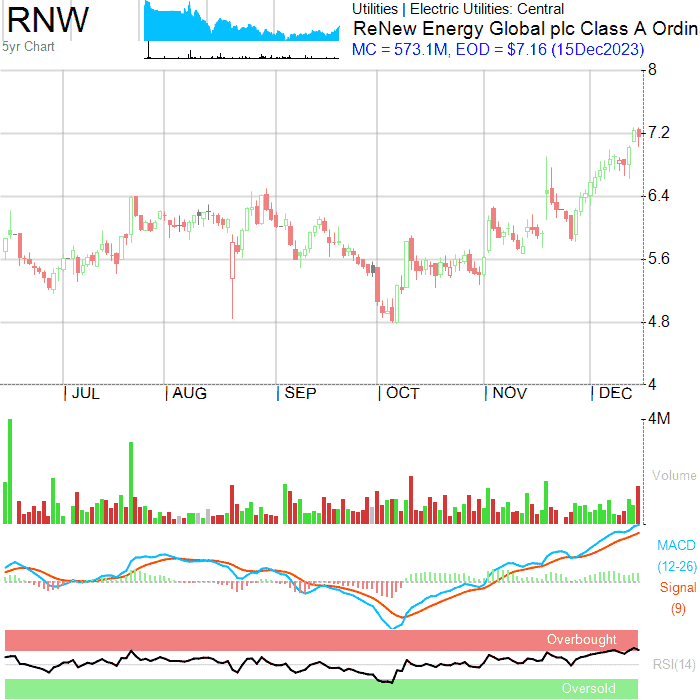 RNW
5yr Chart
Utilities | Electric Utilities: Central
ReNew Energy Global plc Class A Ordin
MC = 573.1M, EOD = $7.16 (15Dec2023)
8
7.2
6.4
5.6
4.8
4
| JUL | AUG | SEP | OCT | NOV | DEC
4M
Volume
MACD
(12-26)
Signal
(9)
Overbought
RSI(14)
Oversold